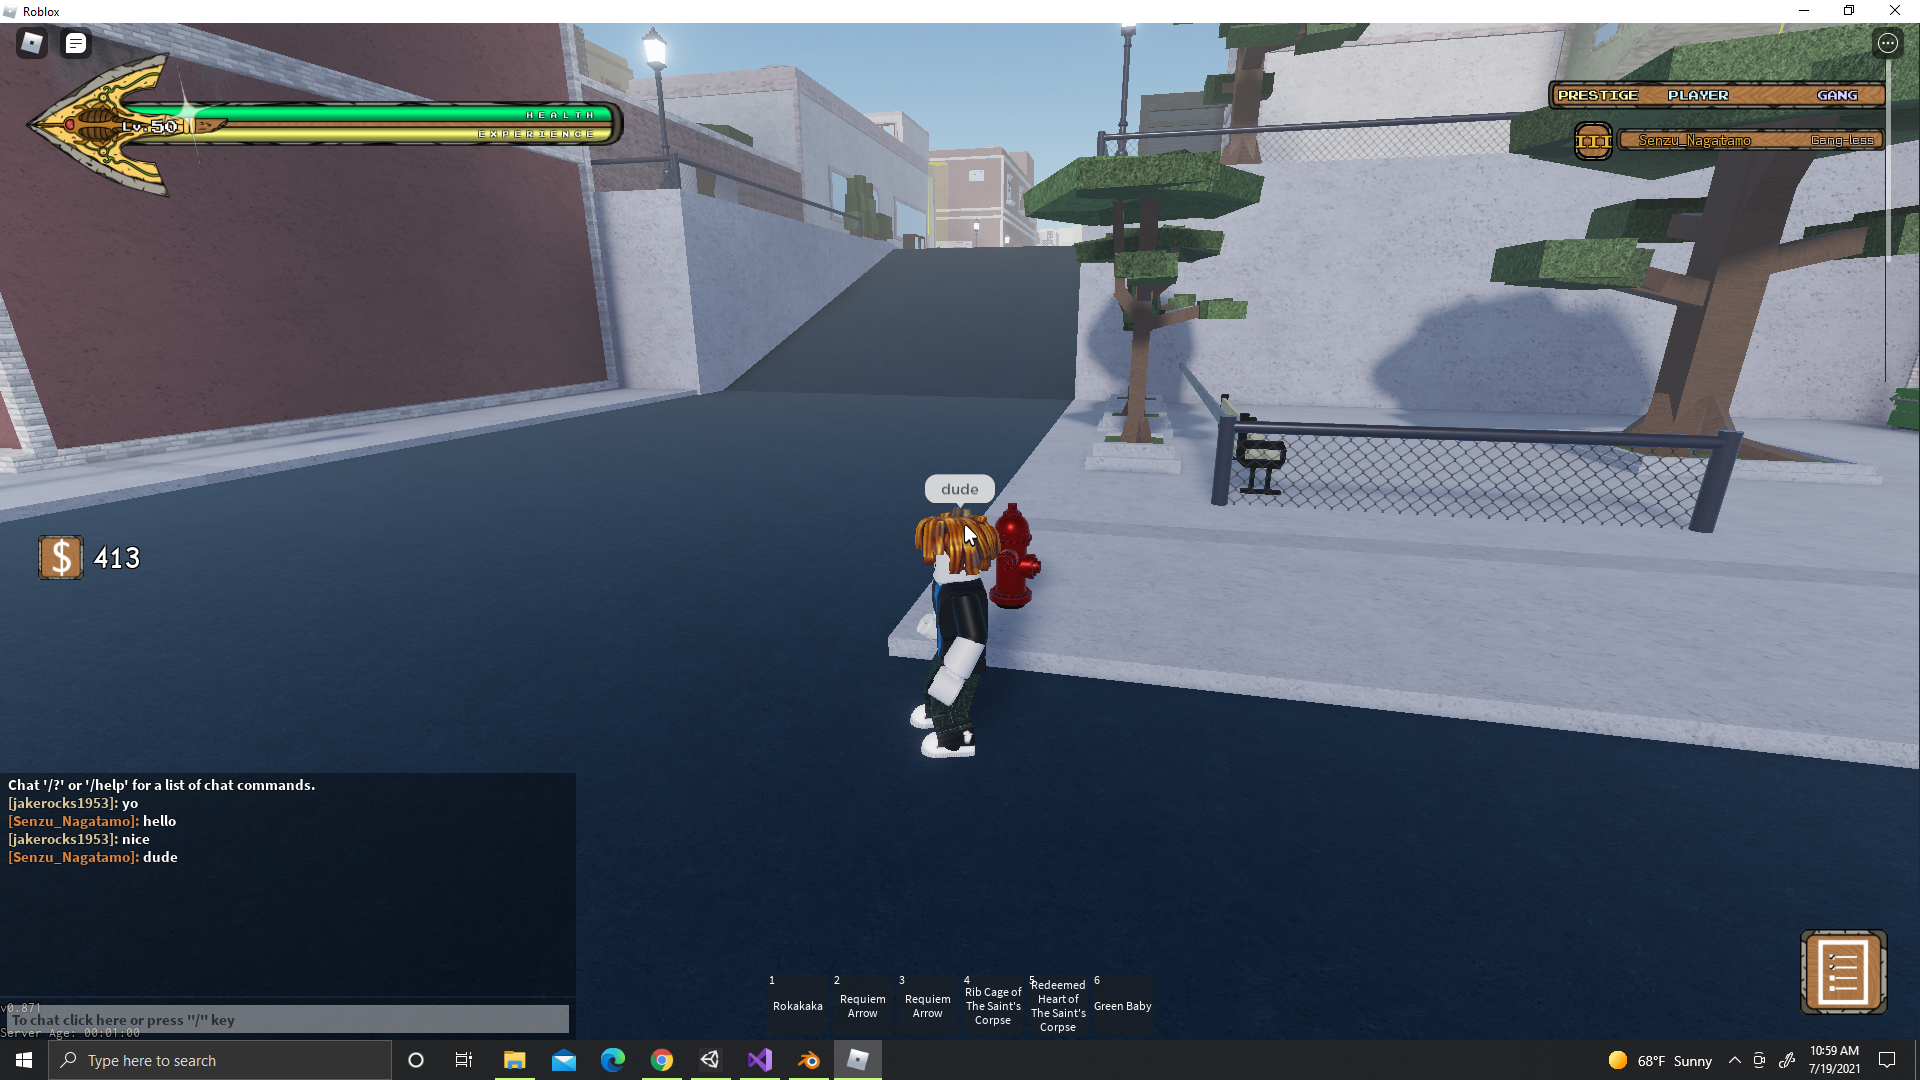 Roblox
HEALTH
EXPERIENCE
Lv.50
PRESTIGE PLAYER GANG
III Senzu_Nagatamo Gang-less
dude
$ 413
Chat '/?' or '/help' for a list of chat commands.
[jakerocks1953]: yo
[Senzu_Nagatamo]: hello
[jakerocks1953]: nice
[Senzu_Nagatamo]: dude
v0.871
To chat click here or press "/" key
Server Age: 00:01:00
1 2 3 4 5 6
Rokakaka
Requiem
Arrow
Requiem
Arrow
Rib Cage of
The Saint's
Corpse
Redeemed
Heart of
The Saint's
Corpse
Green Baby
Type here to search
68°F Sunny
10:59 AM
7/19/2021